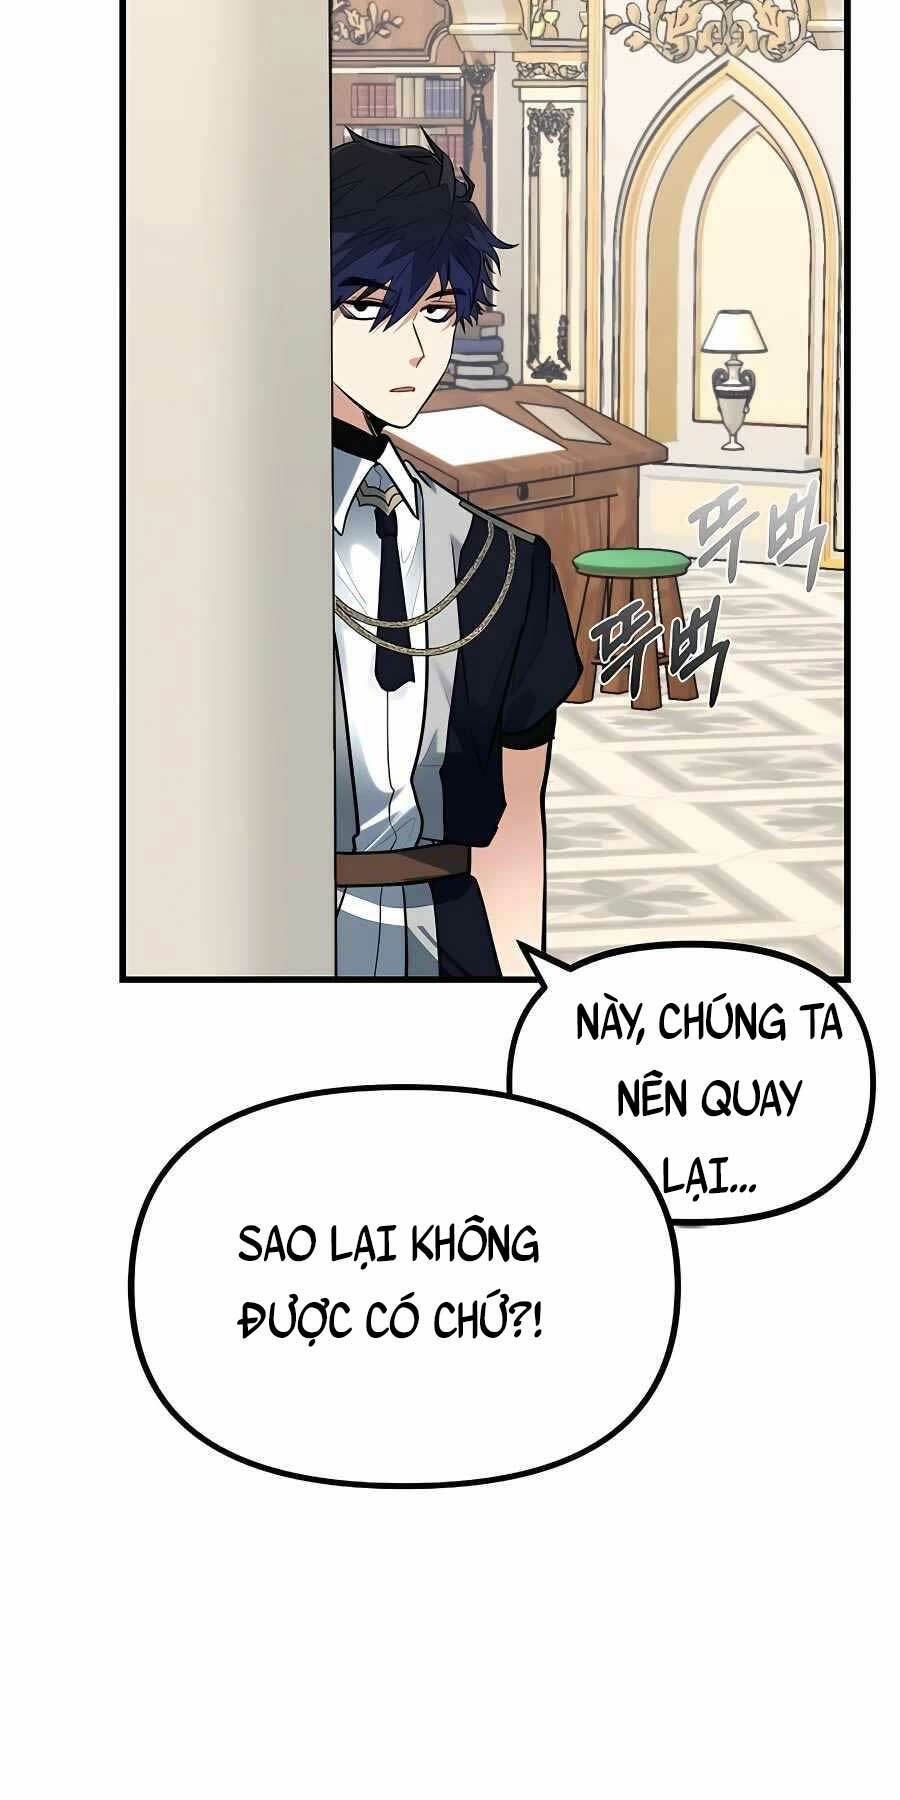 뚜벅
뚜벅
NÀY, CHÚNG TA
NÊN QUAY
LẠI...
SAO LẠI KHÔNG
ĐƯỢC CÓ CHỨ?!